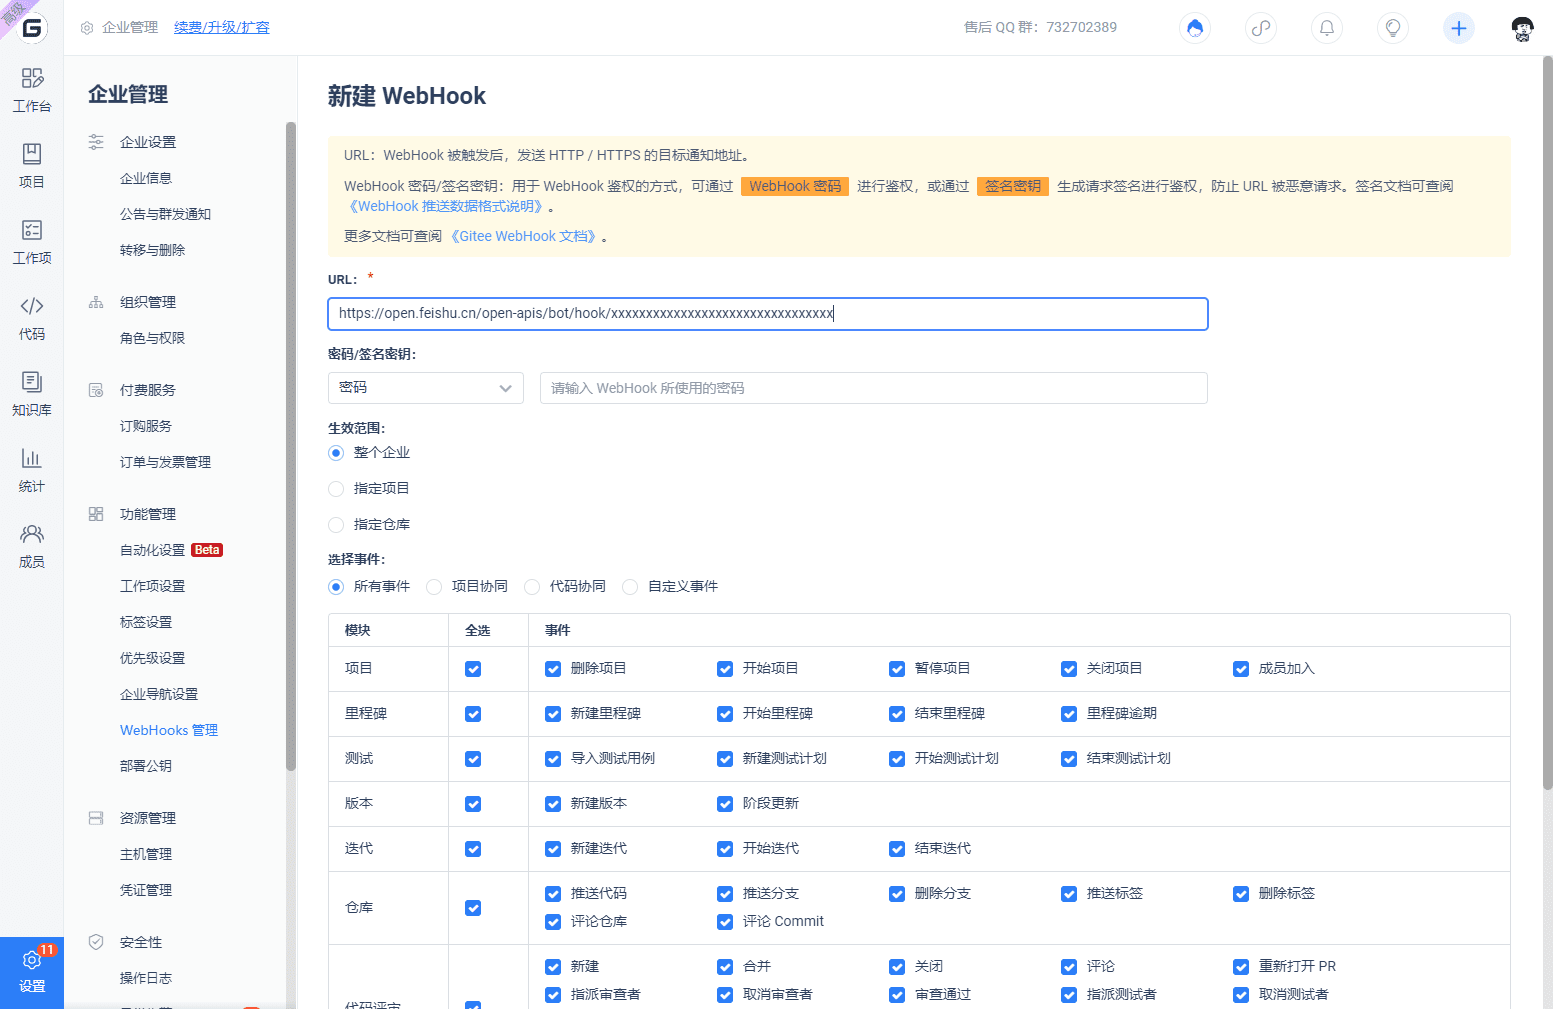 高级
企业管理 续费/升级/扩容
售后 QQ 群：732702389
工作台
项目
工作项
代码
知识库
统计
成员
11
设置
企业管理
企业设置
企业信息
公告与群发通知
转移与删除
组织管理
角色与权限
付费服务
订购服务
订单与发票管理
功能管理
自动化设置 Beta
工作项设置
标签设置
优先级设置
企业导航设置
WebHooks 管理
部署公钥
资源管理
主机管理
凭证管理
安全性
操作日志
新建 WebHook
URL：WebHook 被触发后，发送 HTTP / HTTPS 的目标通知地址。
WebHook 密码/签名密钥：用于 WebHook 鉴权的方式，可通过 WebHook 密码 进行鉴权，或通过 签名密钥 生成请求签名进行鉴权，防止 URL 被恶意请求。签名文档可查阅
《WebHook 推送数据格式说明》。
更多文档可查阅《Gitee WebHook 文档》。
URL： *
https://open.feishu.cn/open-apis/bot/hook/xxxxxxxxxxxxxxxxxxxxxxxxxxxxxxxx
密码/签名密钥：
密码 请输入 WebHook 所使用的密码
生效范围：
整个企业
指定项目
指定仓库
选择事件：
所有事件 项目协同 代码协同 自定义事件
模块 全选 事件
项目 删除项目 开始项目 暂停项目 关闭项目 成员加入
里程碑 新建里程碑 开始里程碑 结束里程碑 里程碑逾期
测试 导入测试用例 新建测试计划 开始测试计划 结束测试计划
版本 新建版本 阶段更新
迭代 新建迭代 开始迭代 结束迭代
仓库 推送代码 推送分支 删除分支 推送标签 删除标签
评论仓库 评论 Commit
新建 合并 关闭 评论 重新打开 PR
指派审查者 取消审查者 审查通过 指派测试者 取消测试者
代码评审